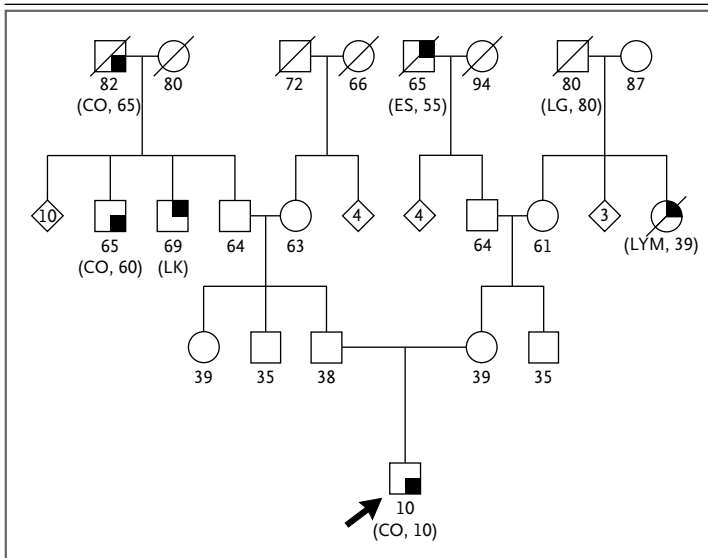 82 80 72 66 65 94 80 87
(CO, 65) (ES, 55) (LG, 80)
10 4 4 3
65 69 64 63 64 61 (LYM, 39)
(CO, 60) (LK)
39 35 38 39 35
10
(CO, 10)